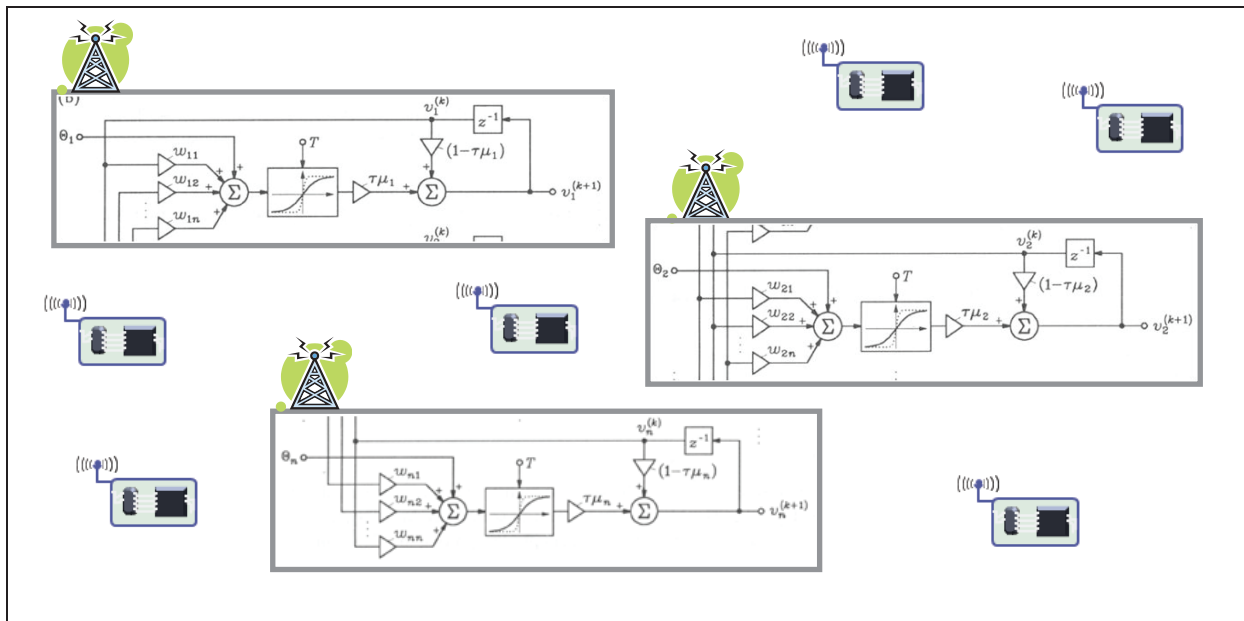 (b)
v₁^(k)
z⁻¹
Θ₁
T
(1-τμ₁)
w₁₁
w₁₂
w₁ₙ
Σ
τμ₁
Σ
v₁^(k+1)
v₂^(k)
z⁻¹
Θ₂
T
(1-τμ₂)
w₂₁
w₂₂
w₂ₙ
Σ
τμ₂
Σ
v₂^(k+1)
vₙ^(k)
z⁻¹
Θₙ
T
(1-τμₙ)
wₙ₁
wₙ₂
wₙₙ
Σ
τμₙ
Σ
vₙ^(k+1)